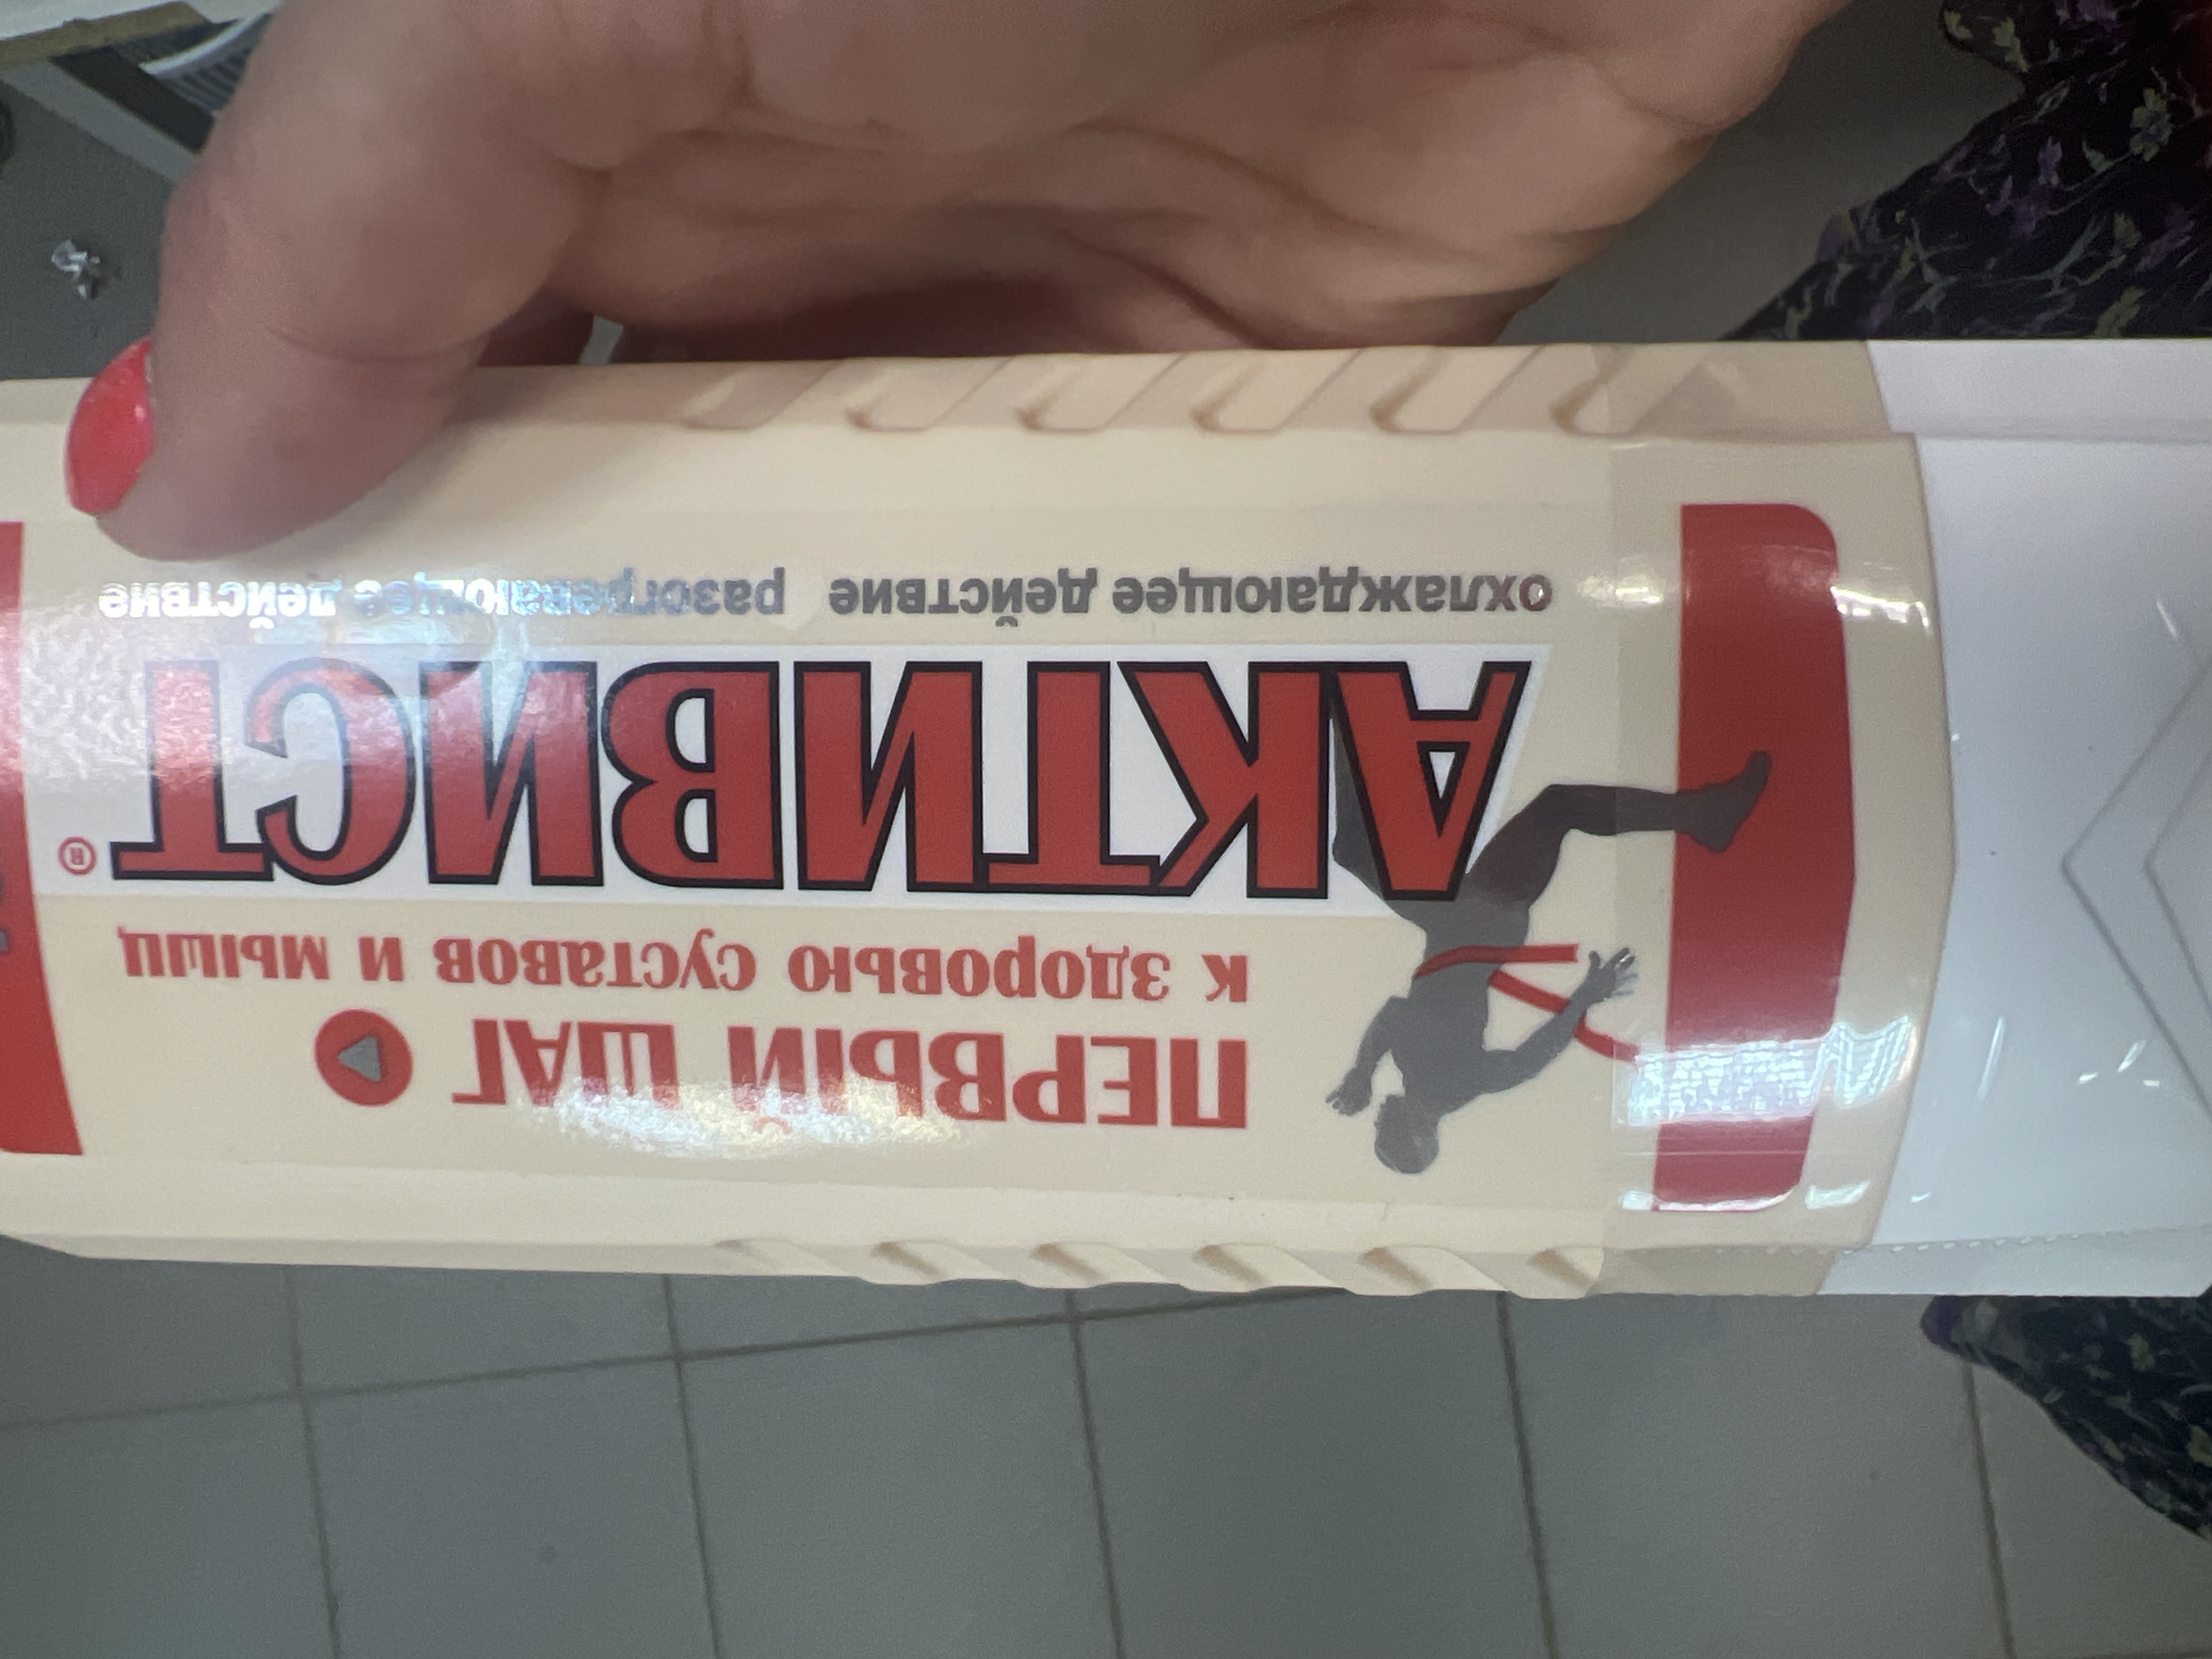 ПЕРВЫЙ ШАГ
к здоровью суставов и мышц
АКТИВИСТ®
охлаждающее действие разогревающее действие